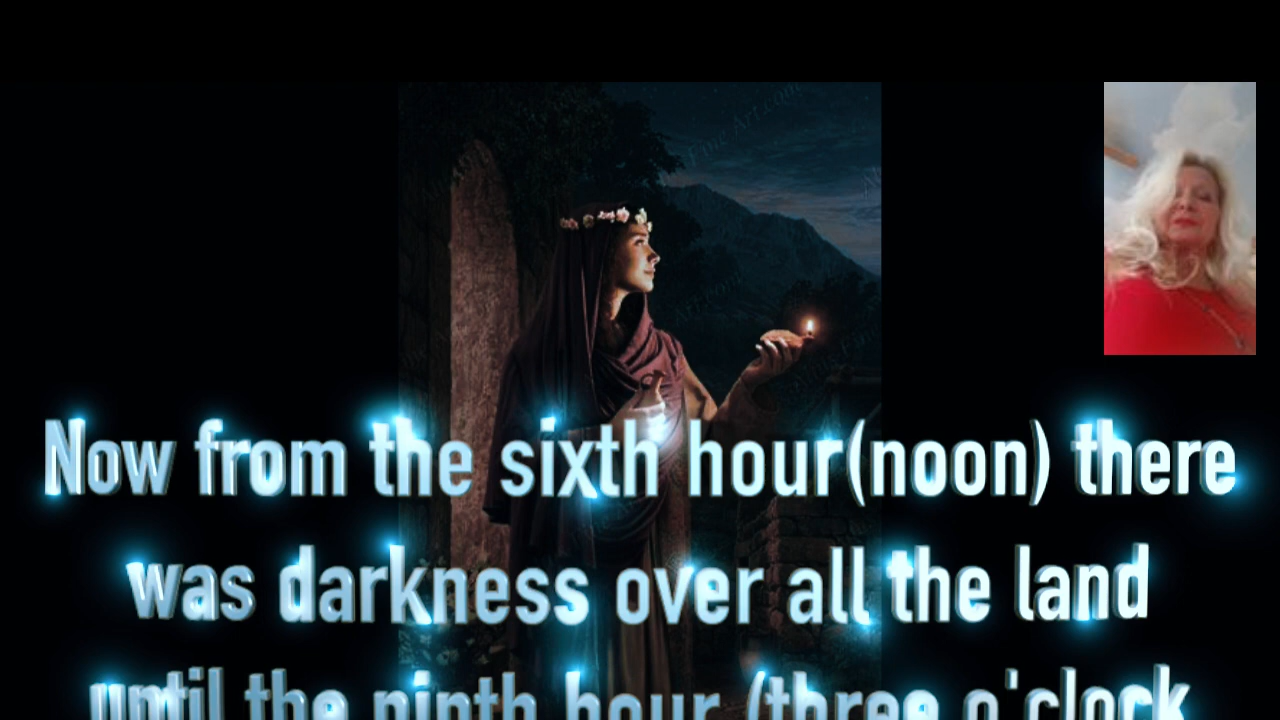 Now from the sixth hour(noon) there
was darkness over all the land
until the ninth hour (three o'clock